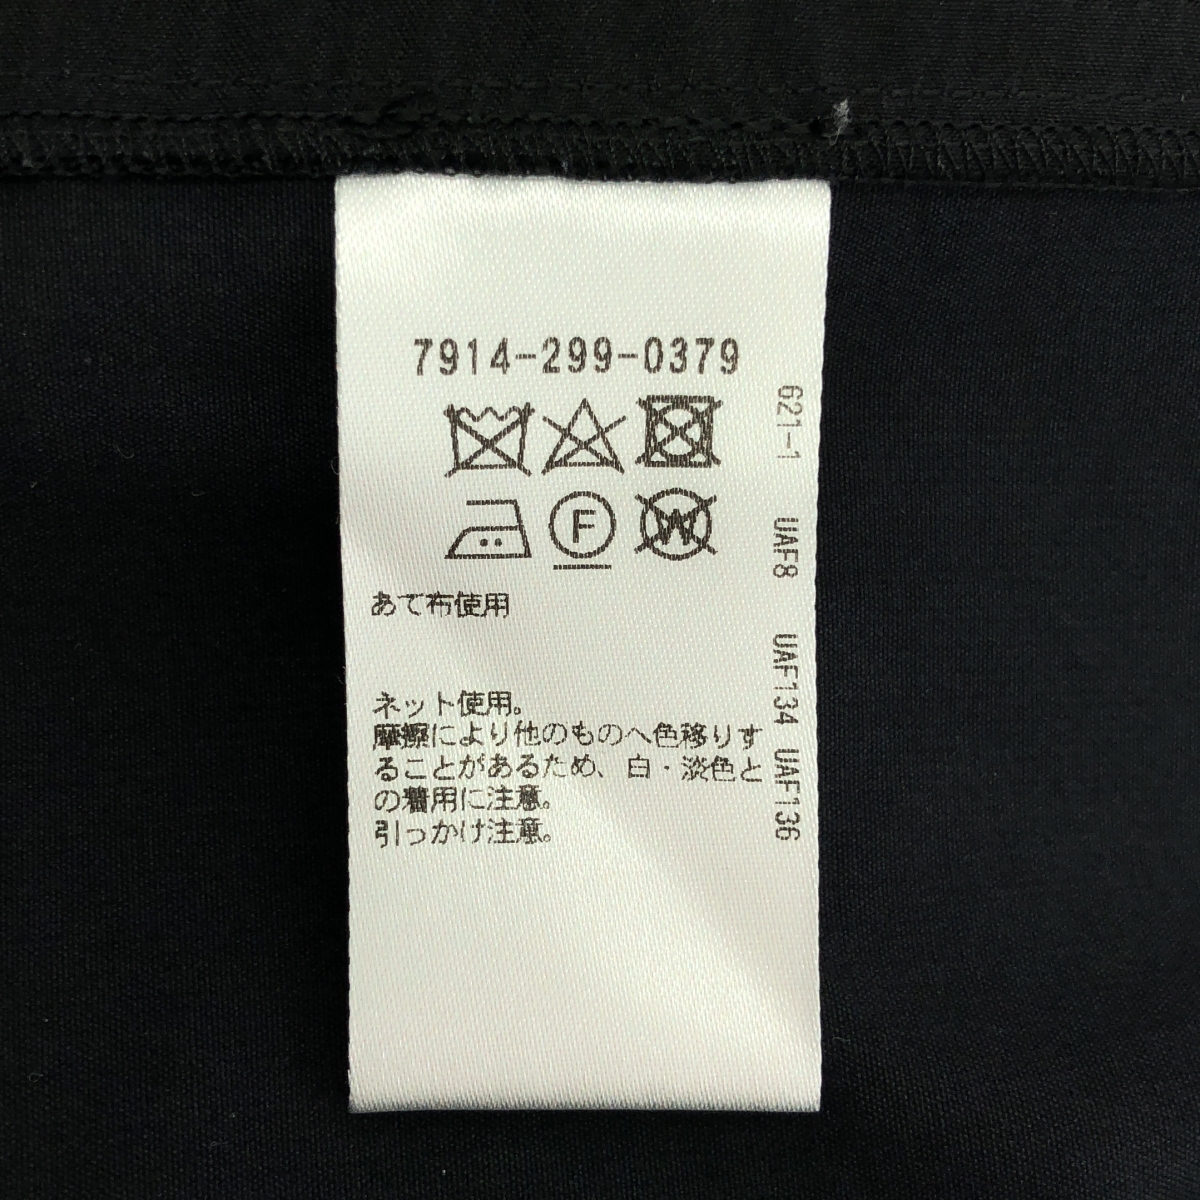 7914-299-0379
F
W
あて布使用
ネット使用。
摩擦により他のものへ色移りす
ることがあるため、白・淡色と
の着用に注意。
引っかけ注意。
621-1 UAF8 UAF134 UAF136